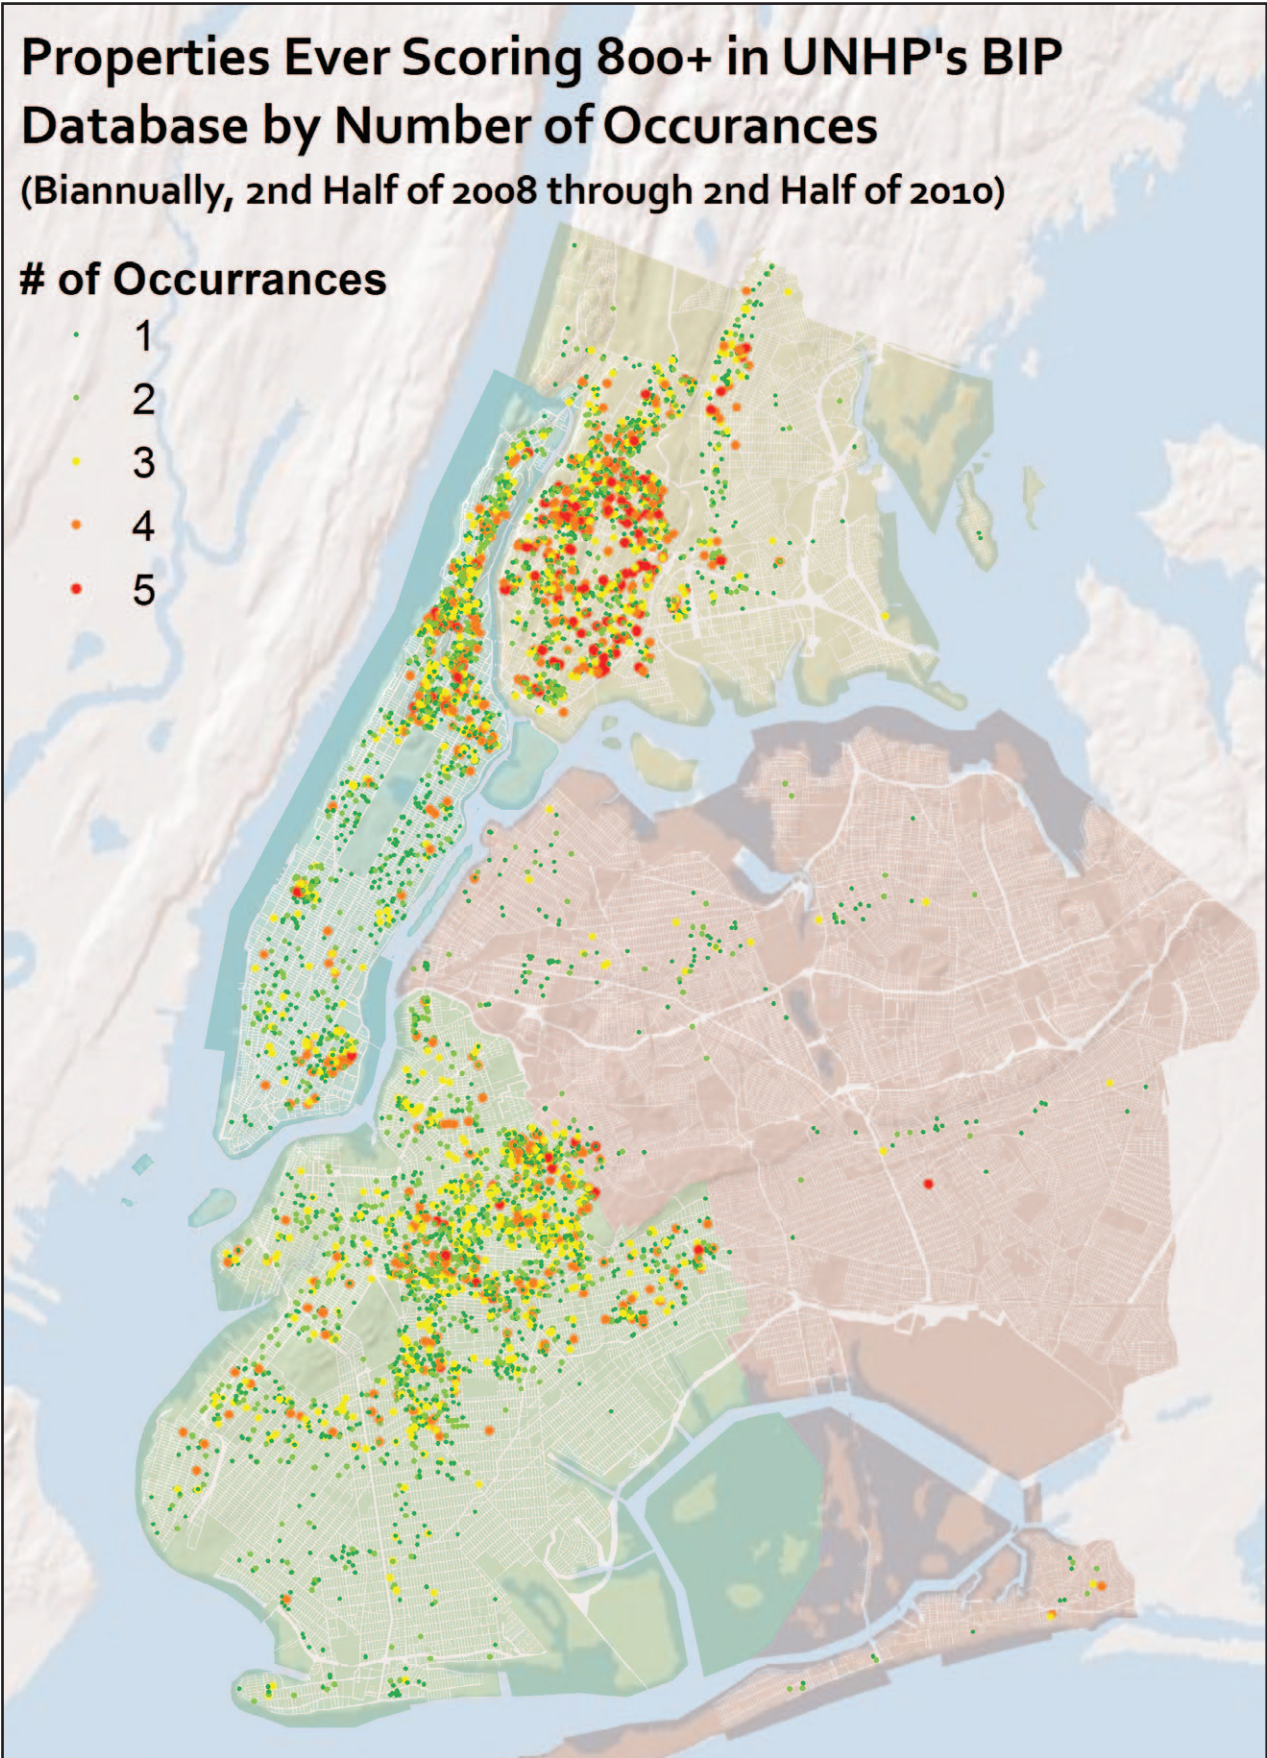 Properties Ever Scoring 800+ in UNHP's BIP
Database by Number of Occurances
(Biannually, 2nd Half of 2008 through 2nd Half of 2010)
# of Occurrances
1
2
3
4
5